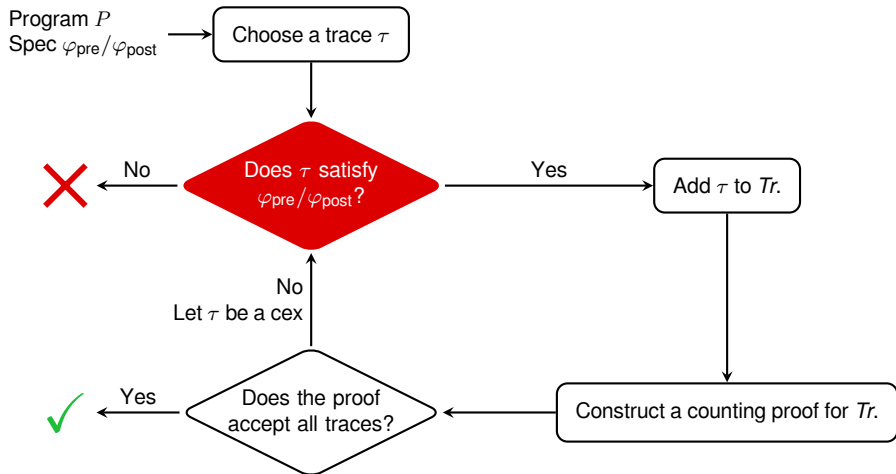 Program P
Spec φpre/φpost
Choose a trace τ
Does τ satisfy
φpre/φpost?
No
Yes
Add τ to Tr.
No
Let τ be a cex
Does the proof
accept all traces?
Yes
Construct a counting proof for Tr.